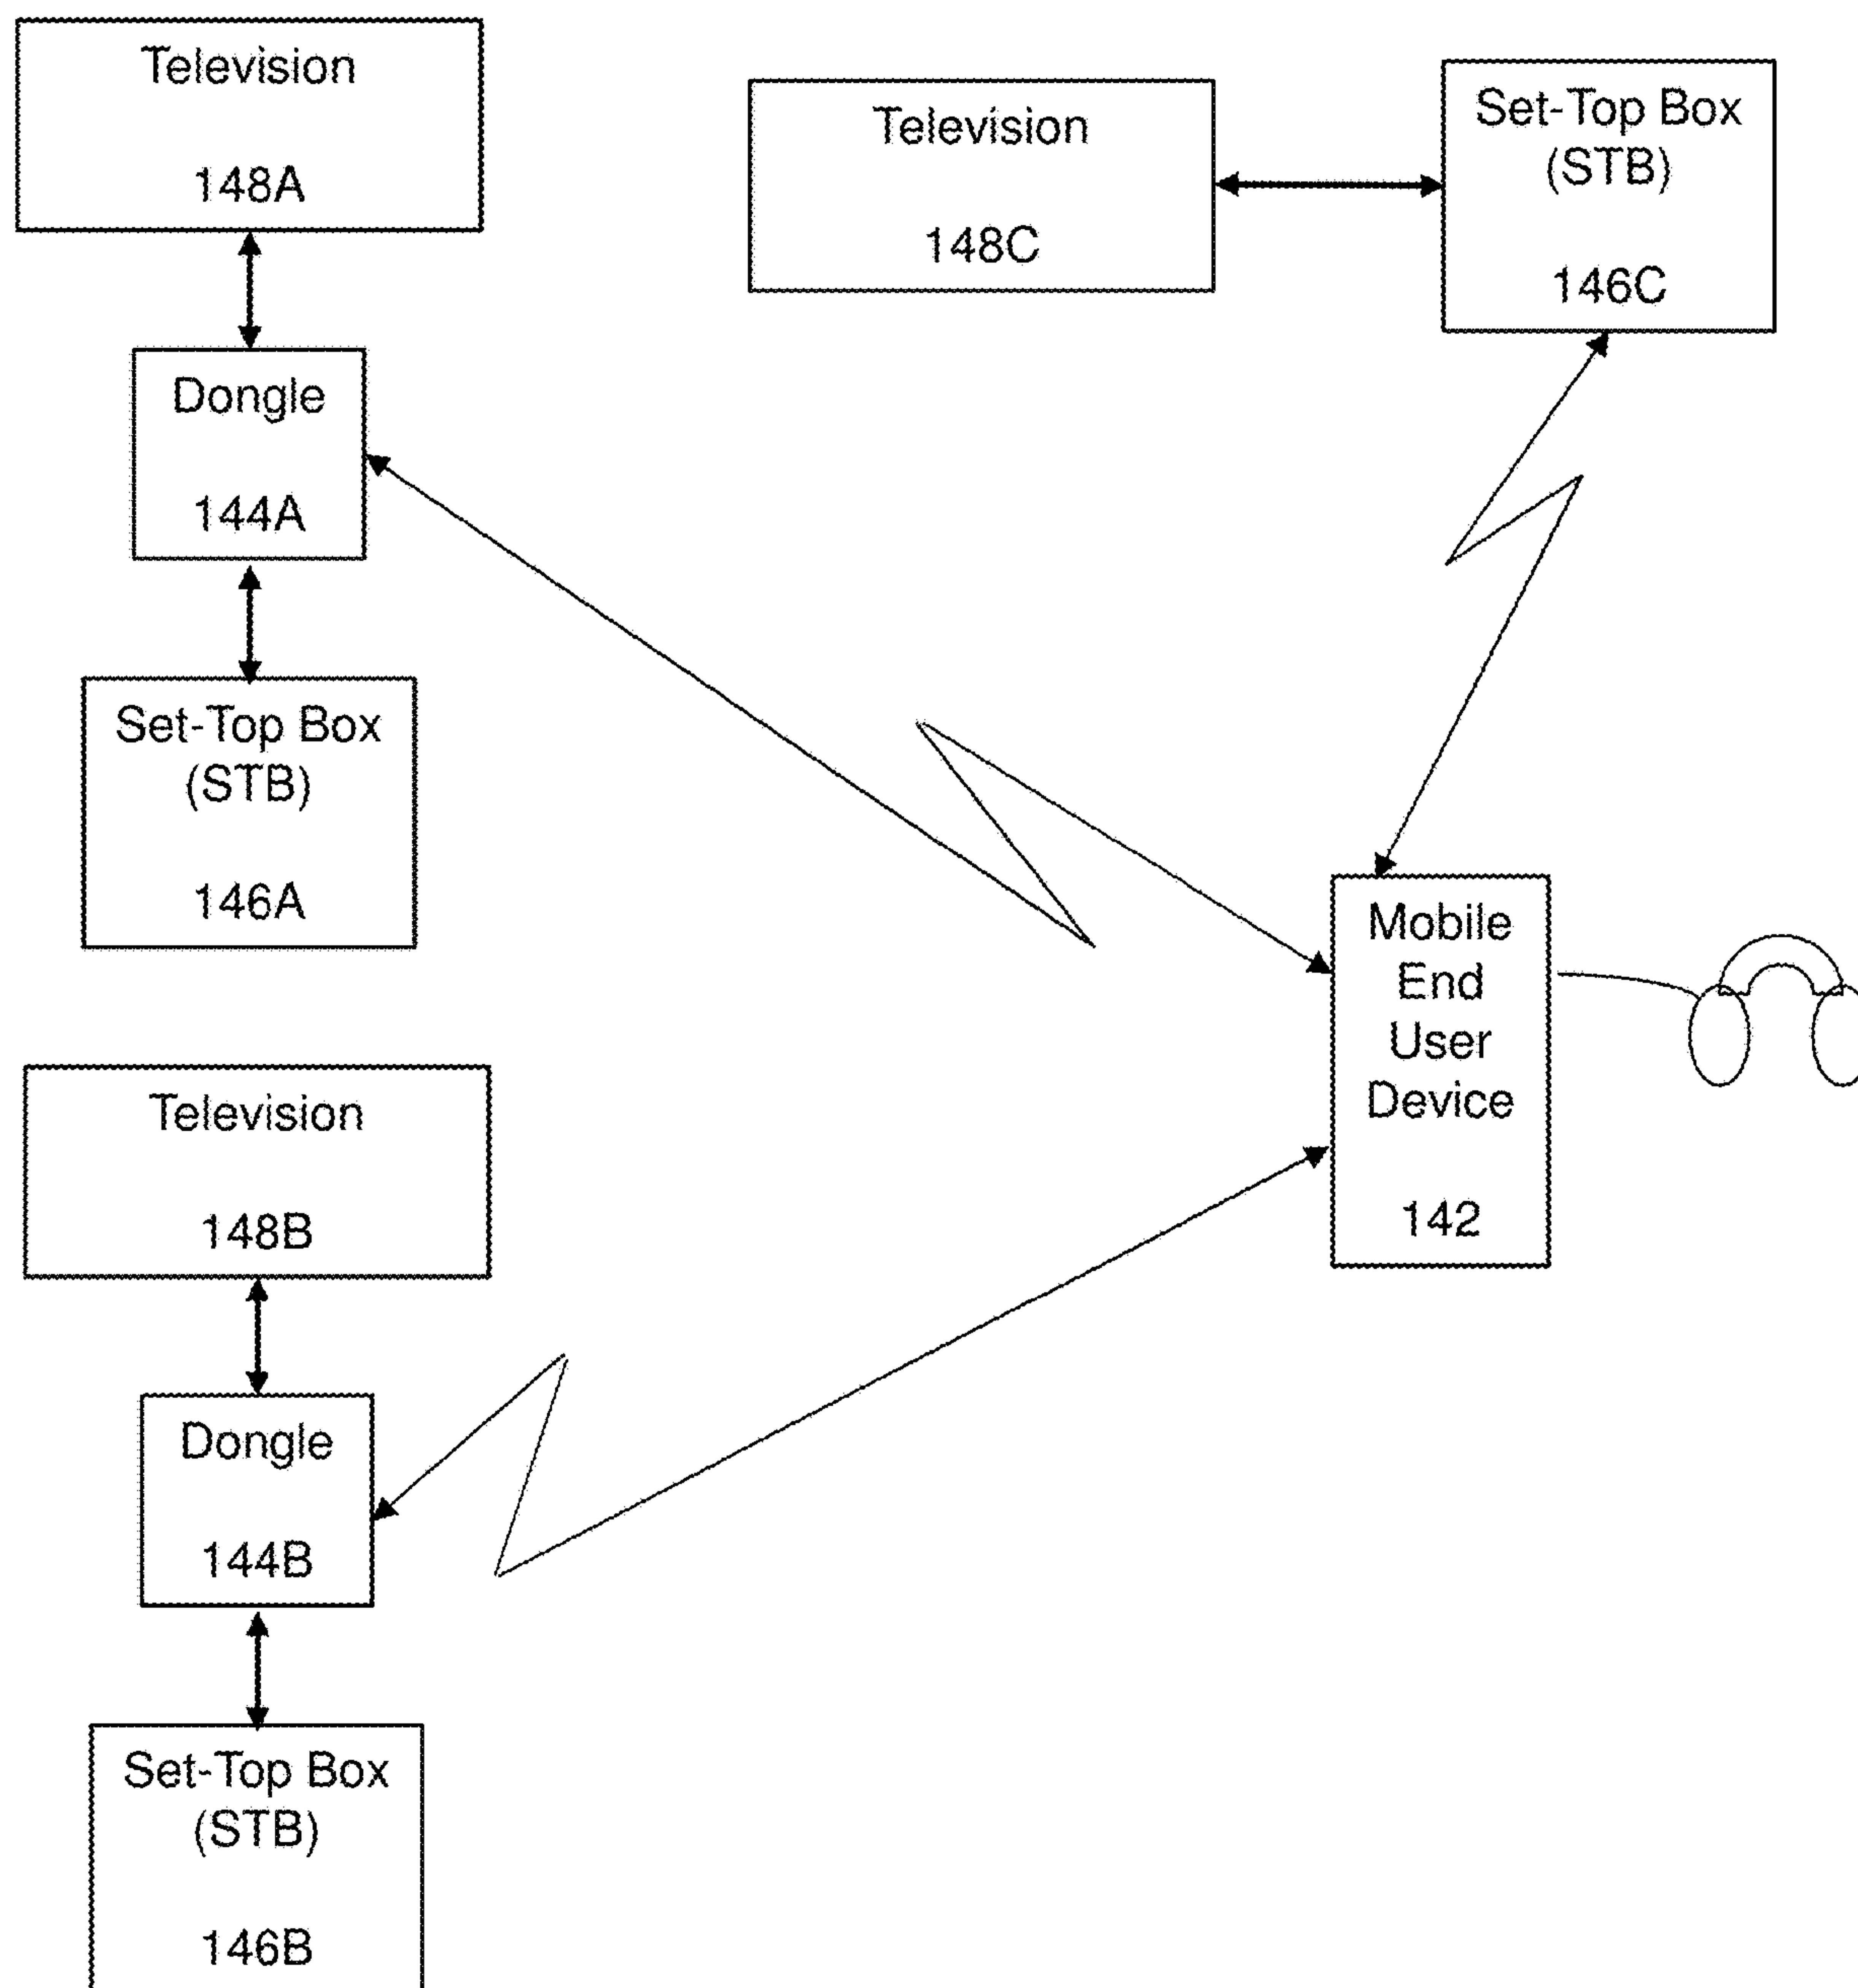 Television
148A
Dongle
144A
Set-Top Box
(STB)
146A
Television
148C
Set-Top Box
(STB)
146C
Mobile
End
User
Device
142
Television
148B
Dongle
144B
Set-Top Box
(STB)
146B